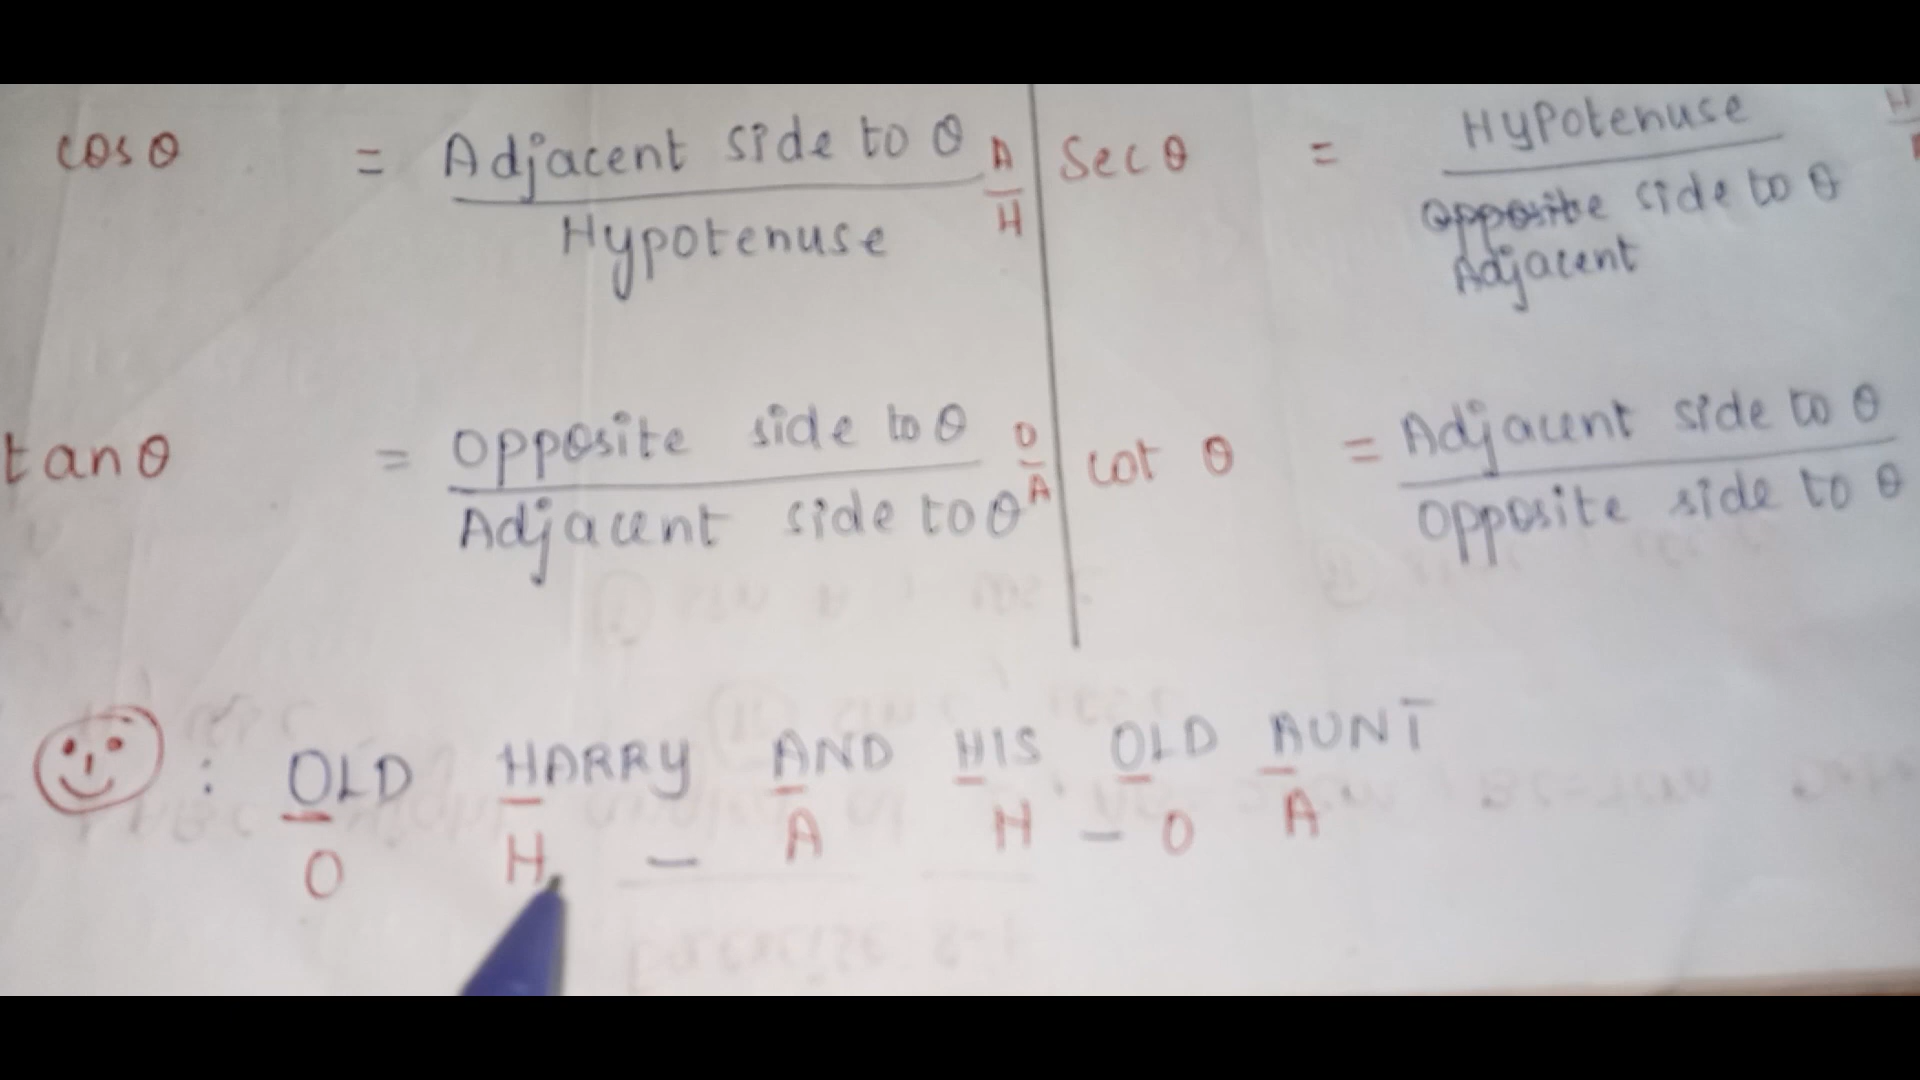 cos θ = Adjacent side to θ A
Hypotenuse H
Sec θ = Hypotenuse H
Opposite side to θ
Adjacent
tan θ = Opposite side to θ O
Adjacent side to θ A
cot θ = Adjacent side to θ
Opposite side to θ
: OLD HARRY AND HIS OLD AUNT
O H – A H – O A